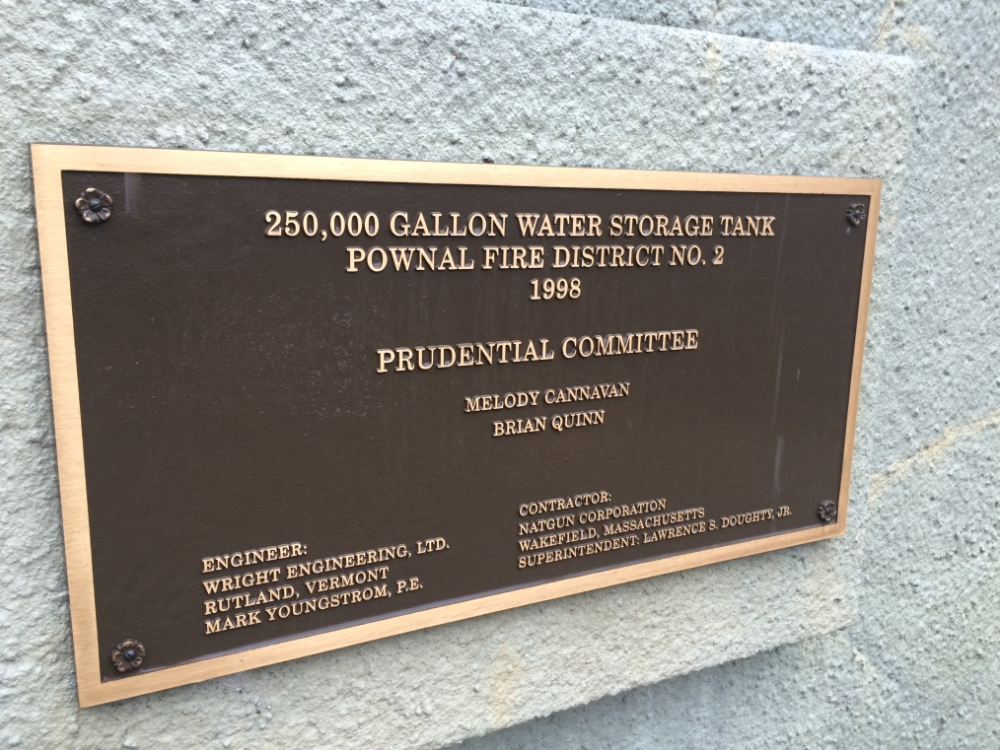 250,000 GALLON WATER STORAGE TANK
POWNAL FIRE DISTRICT NO. 2
1998
PRUDENTIAL COMMITTEE
MELODY CANNAVAN
BRIAN QUINN
ENGINEER:
WRIGHT ENGINEERING, LTD.
RUTLAND, VERMONT
MARK YOUNGSTROM, P.E.
CONTRACTOR:
NATGUN CORPORATION
WAKEFIELD, MASSACHUSETTS
SUPERINTENDENT: LAWRENCE S. DOUGHTY, JR.